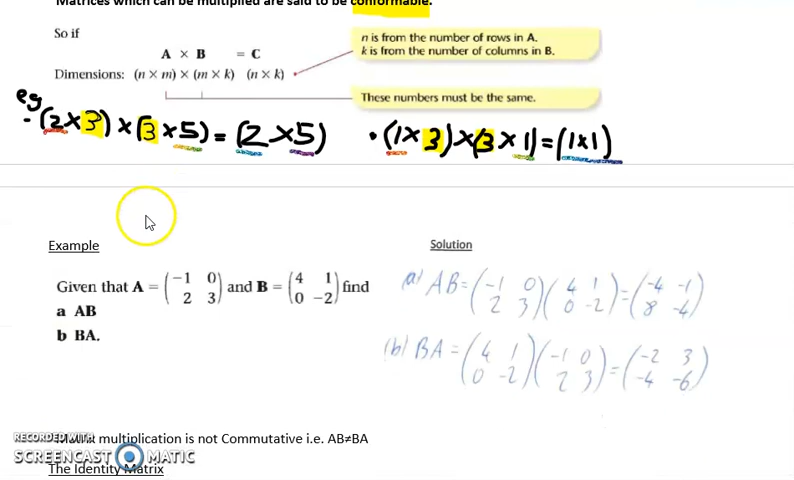 Matrices which can be multiplied are said to be conformable.
So if
A × B = C
Dimensions: (n × m) × (m × k) (n × k)
n is from the number of rows in A.
k is from the number of columns in B.
These numbers must be the same.
eg
· (2×3)×(3×5)=(2×5)
· (1×3)×(3×1)=(1×1)
Example
Given that A = (-1 0 2 3) and B = (4 1 0 -2) find
a AB
b BA.
Solution
a) AB=(-1 0 2 3)(4 1 0 -2)=(-4 -1 8 -4)
(b) BA=(4 1 0 -2)(-1 0 2 3)=(-2 3 -4 -6)
Matrix multiplication is not Commutative i.e. AB≠BA
The Identity Matrix
RECORDED WITH
SCREENCAST MATIC